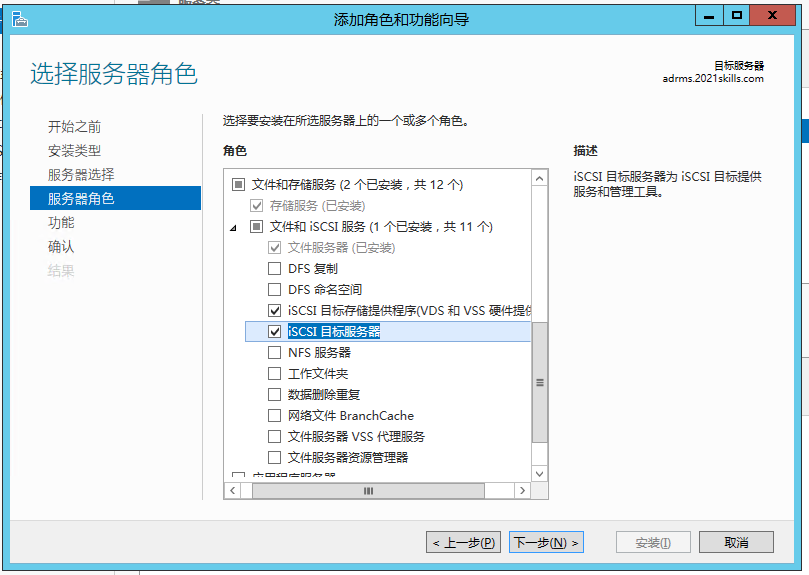 添加角色和功能向导
选择服务器角色
目标服务器
adrms.2021skills.com
开始之前
安装类型
服务器选择
服务器角色
功能
确认
结果
选择要安装在所选服务器上的一个或多个角色。
角色
文件和存储服务 (2 个已安装，共 12 个)
存储服务 (已安装)
文件和 iSCSI 服务 (1 个已安装，共 11 个)
文件服务器 (已安装)
DFS 复制
DFS 命名空间
iSCSI 目标存储提供程序(VDS 和 VSS 硬件提供
iSCSI 目标服务器
NFS 服务器
工作文件夹
数据删除重复
网络文件 BranchCache
文件服务器 VSS 代理服务
文件服务器资源管理器
应用程序服务器
描述
iSCSI 目标服务器为 iSCSI 目标提供
服务和管理工具。
< 上一步(P)
下一步(N) >
安装(I)
取消